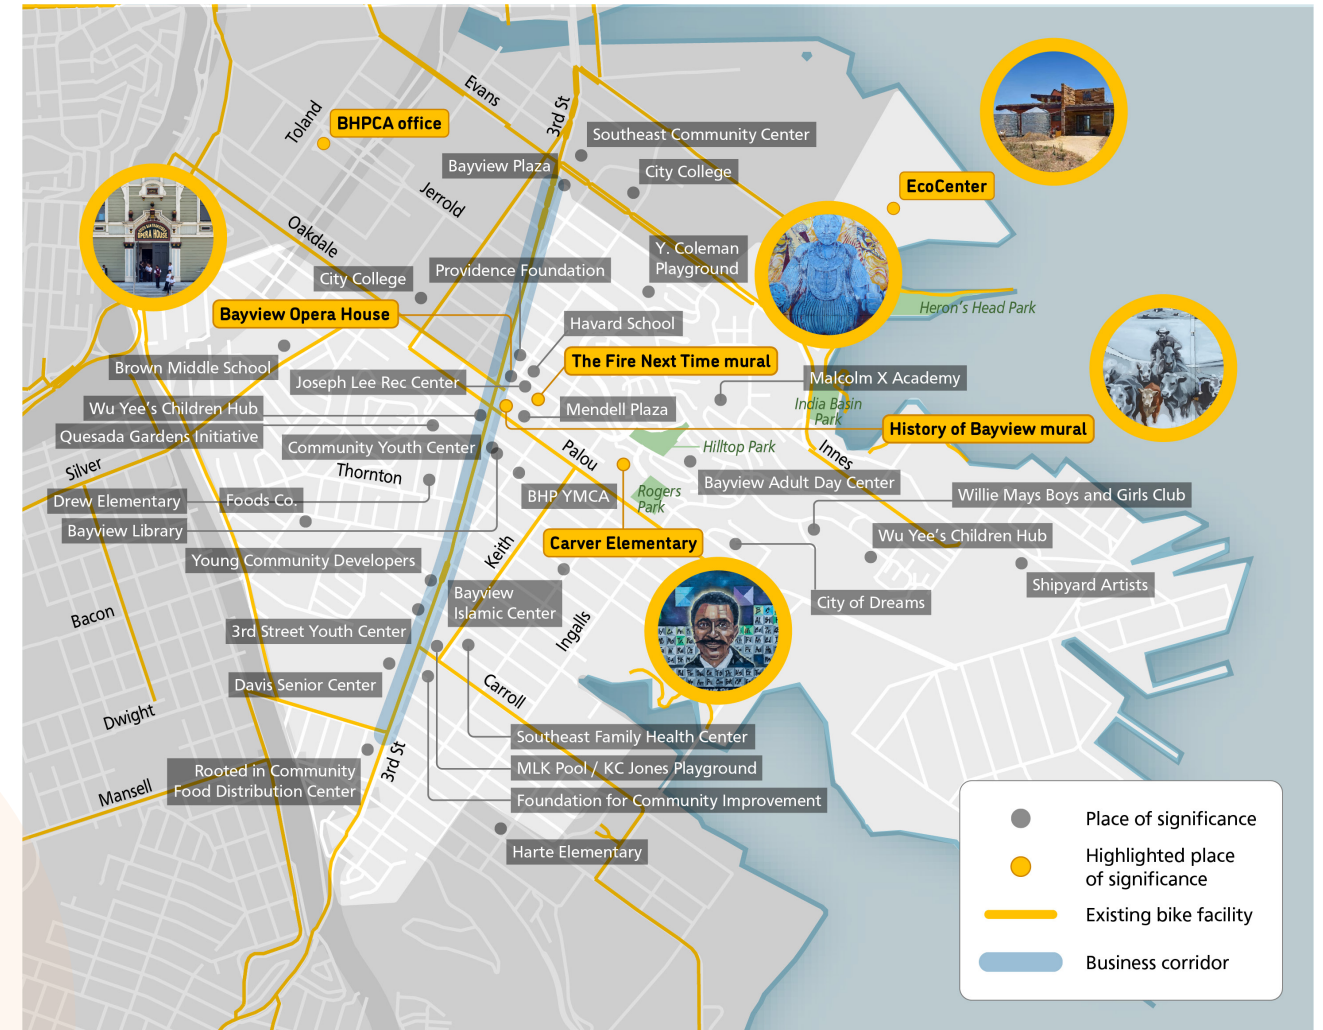 Evans
3rd St
Toland
BHPCA office
Southeast Community Center
Bayview Plaza
City College
EcoCenter
Jerrold
OPERA HOUSE
Oakdale
Y. Coleman
Playground
Providence Foundation
City College
Heron's Head Park
Bayview Opera House
Havard School
The Fire Next Time mural
Brown Middle School
Joseph Lee Rec Center
Malcolm X Academy
India Basin
Park
Wu Yee's Children Hub
Mendell Plaza
History of Bayview mural
Quesada Gardens Initiative
Community Youth Center
Hilltop Park
Innes
Palou
Silver
Thornton
Bayview Adult Day Center
Drew Elementary
Foods Co.
BHP YMCA
Rogers
Park
Willie Mays Boys and Girls Club
Bayview Library
Wu Yee's Children Hub
Carver Elementary
Keith
Young Community Developers
Shipyard Artists
Bayview
Islamic Center
City of Dreams
Bacon
3rd Street Youth Center
Ingalls
Davis Senior Center
Carroll
Dwight
Southeast Family Health Center
3rd St
MLK Pool / KC Jones Playground
Rooted in Community
Food Distribution Center
Mansell
Foundation for Community Improvement
Harte Elementary
Place of significance
Highlighted place
of significance
Existing bike facility
Business corridor